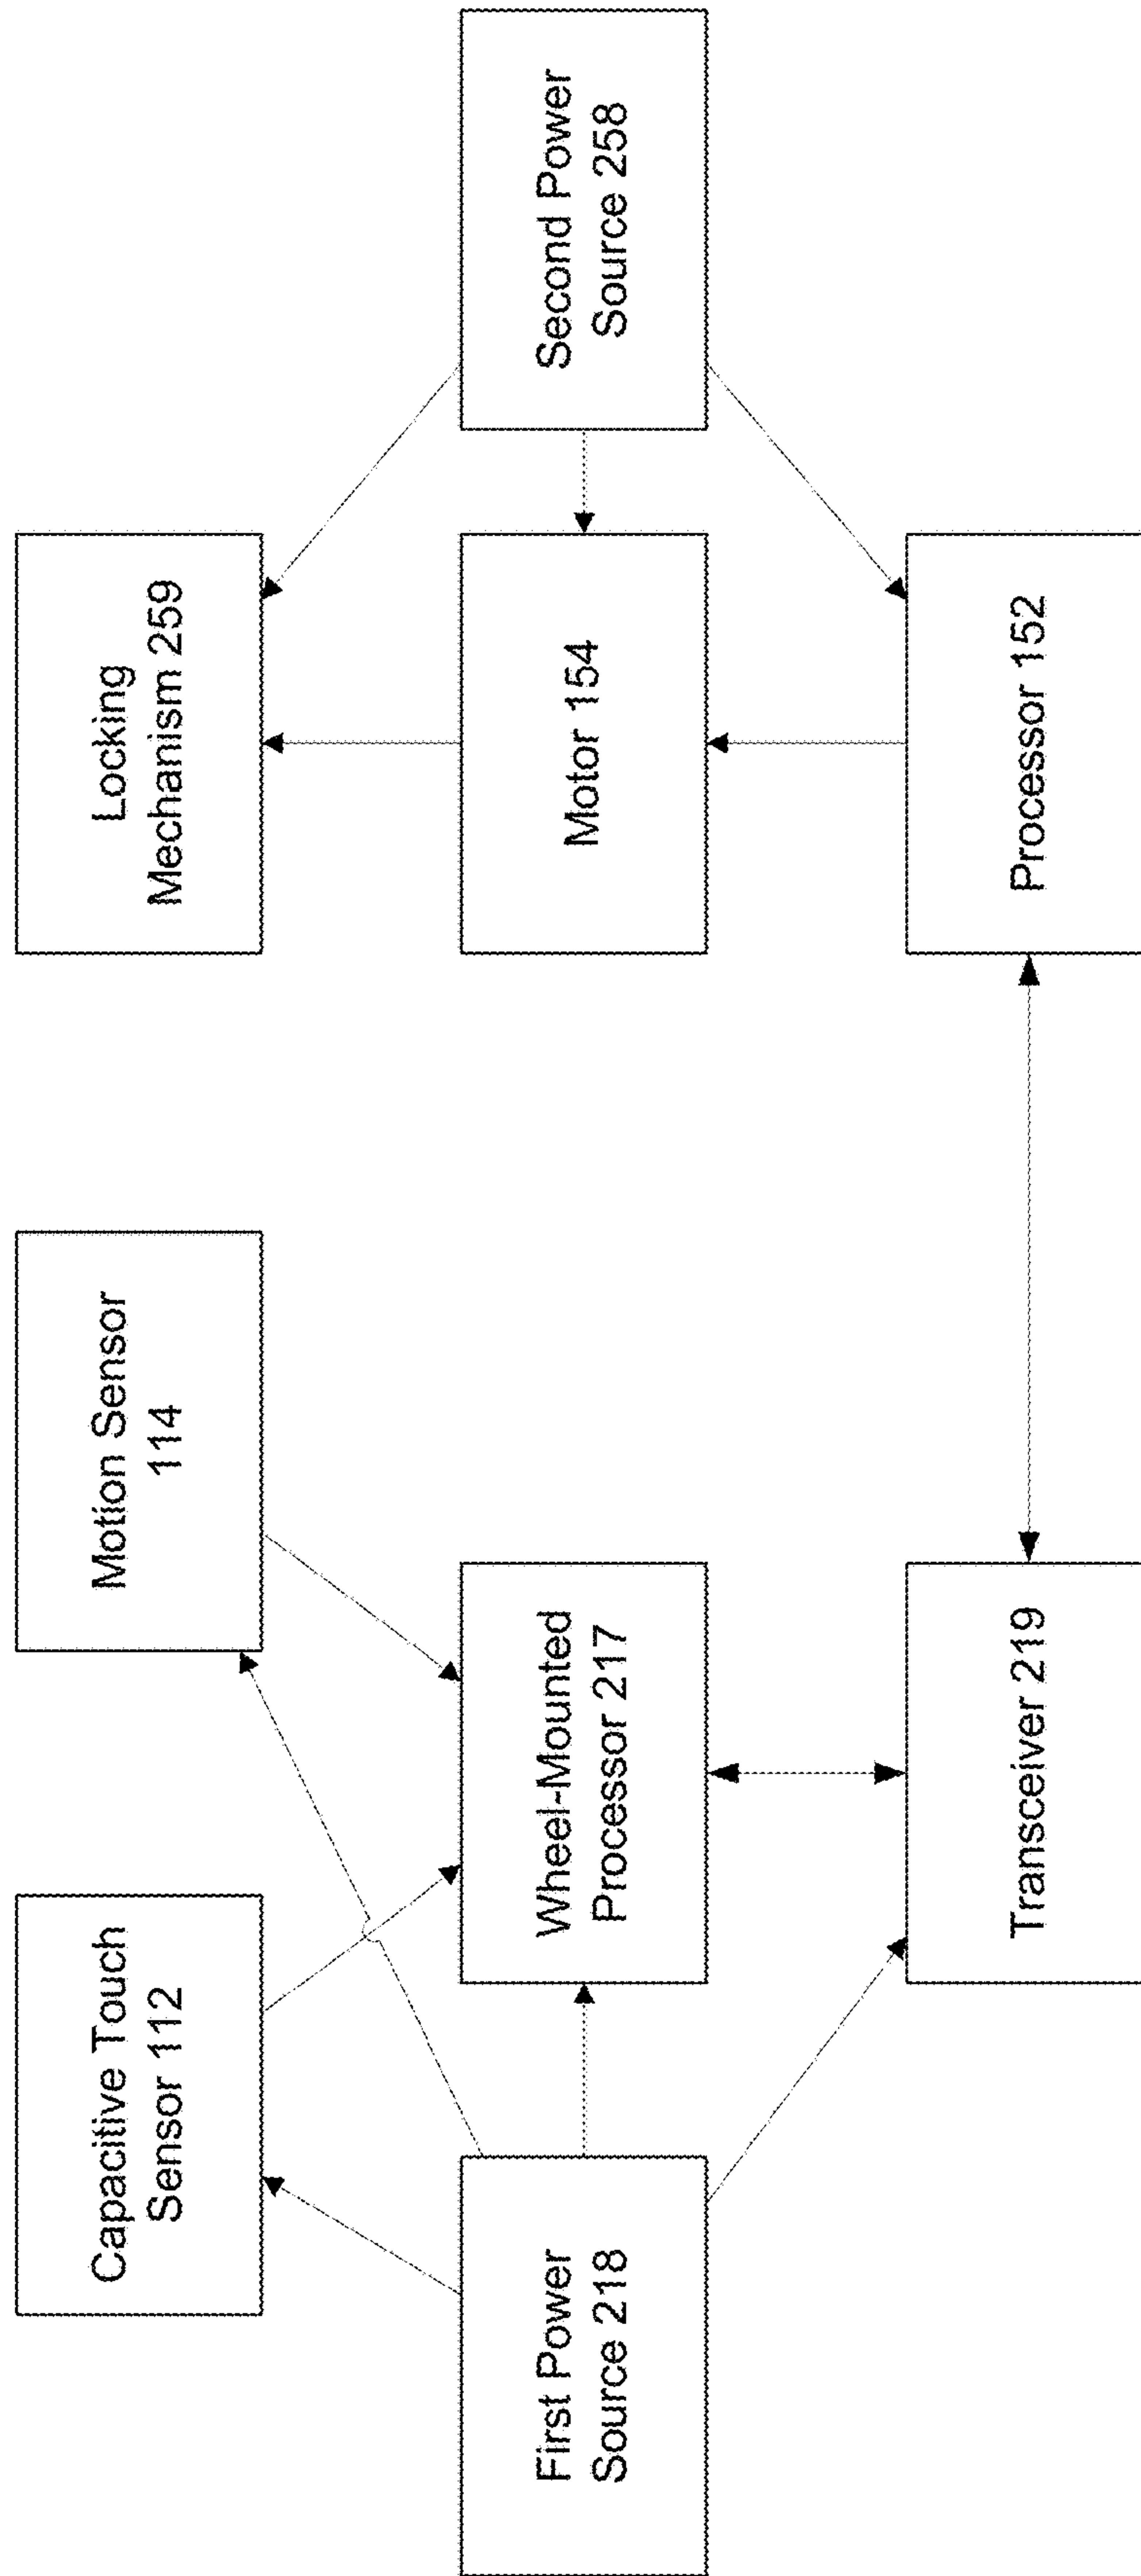 Capacitive Touch
Sensor 112
Motion Sensor
114
Locking
Mechanism 259
First Power
Source 218
Wheel-Mounted
Processor 217
Motor 154
Second Power
Source 258
Transceiver 219
Processor 152